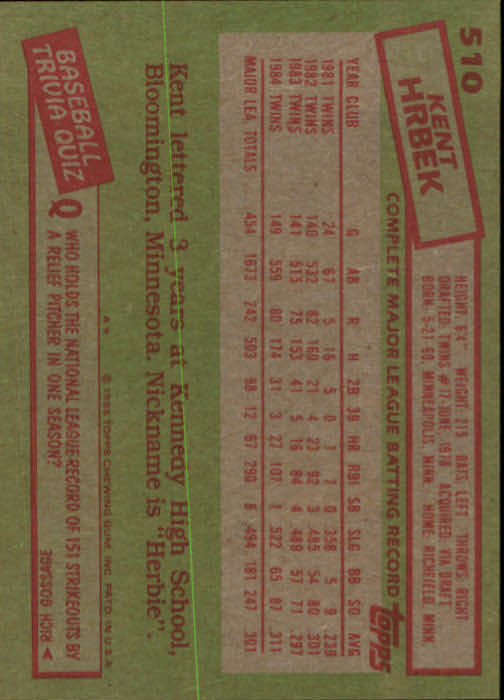 510
KENT
HRBEK
HEIGHT: 6'4" WEIGHT: 215 BATS: LEFT THROWS: RIGHT
DRAFTED: TWINS #17-JUNE, 1978 ACQUIRED: VIA DRAFT
BORN: 5-21-60, MINNEAPOLIS, MINN. HOME: RICHFIELD, MINN.
COMPLETE MAJOR LEAGUE BATTING RECORD
TOPPS
YEAR CLUB G AB R H 2B 3B HR RBI SB SLG BB SO AVG
1981 TWINS 24 67 5 16 5 0 1 7 0 .358 5 9 .239
1982 TWINS 140 532 82 160 21 4 23 92 3 .485 54 80 .301
1983 TWINS 141 515 75 153 41 5 16 84 4 .489 57 71 .297
1984 TWINS 149 559 80 174 31 3 27 107 1 .522 65 87 .311
MAJOR LEA. TOTALS 454 1673 242 503 98 12 67 290 8 .494 181 247 .301
Kent lettered 3 years at Kennedy High School,
Bloomington, Minnesota. Nickname is "Herbie".
© 1985 TOPPS CHEWING GUM, INC. PRTD. IN U.S.A.
BASEBALL
TRIVIA QUIZ
Q WHO HOLDS THE NATIONAL LEAGUE RECORD OF 151 STRIKEOUTS BY
A RELIEF PITCHER IN ONE SEASON?
RICH GOSSAGE